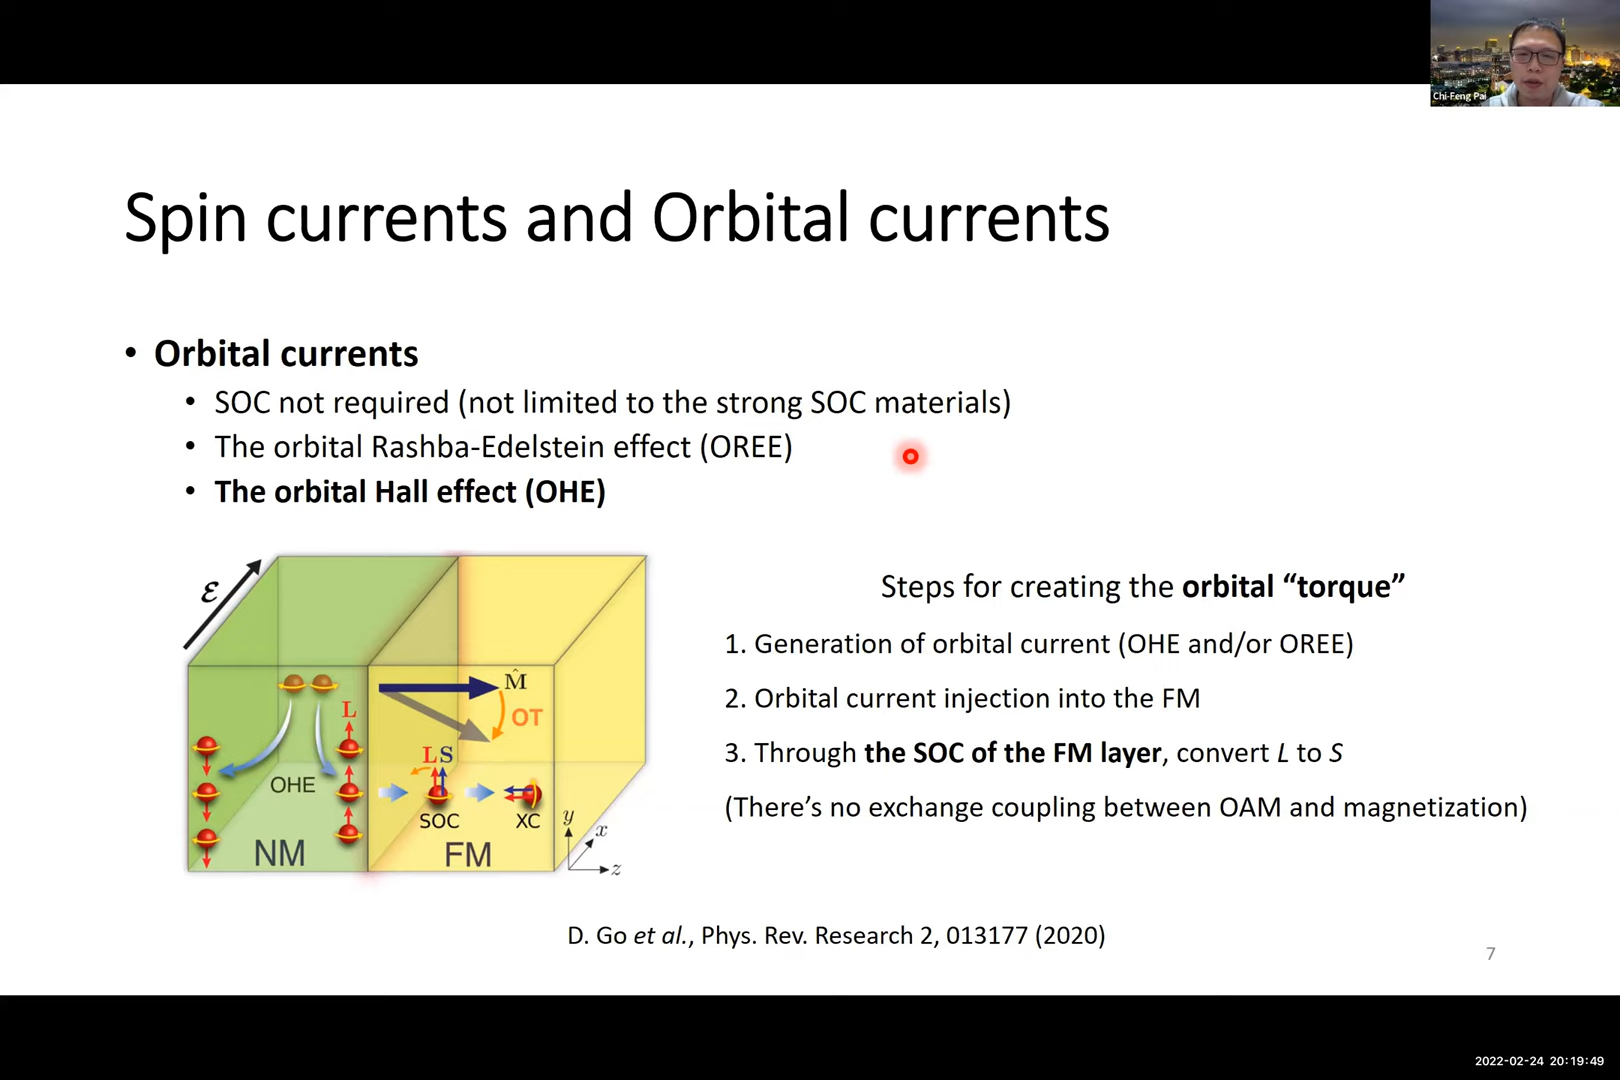 Chi-Feng Pai
Spin currents and Orbital currents
• Orbital currents
• SOC not required (not limited to the strong SOC materials)
• The orbital Rashba-Edelstein effect (OREE)
• The orbital Hall effect (OHE)
ℰ
M̂
OT
L
L S
OHE
SOC
XC
NM
FM
y
x
z
Steps for creating the orbital “torque”
1. Generation of orbital current (OHE and/or OREE)
2. Orbital current injection into the FM
3. Through the SOC of the FM layer, convert L to S
(There’s no exchange coupling between OAM and magnetization)
D. Go et al., Phys. Rev. Research 2, 013177 (2020)
7
2022-02-24 20:19:49